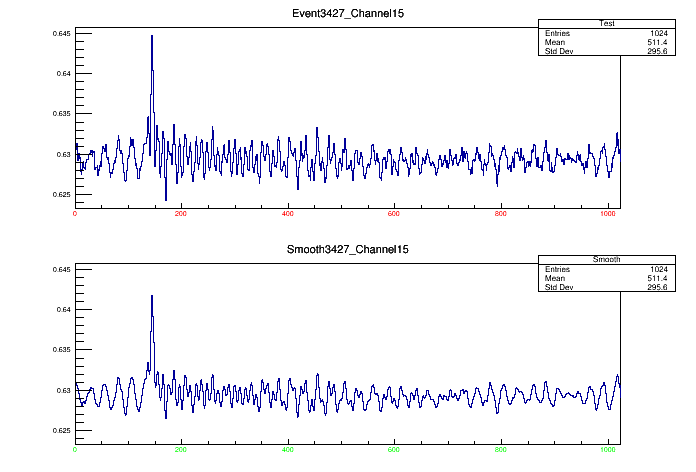 Event3427_Channel15
Test
Entries 1024
Mean 511.4
Std Dev 295.6
0.645
0.64
0.635
0.63
0.625
0 200 400 600 800 1000
Smooth3427_Channel15
Smooth
Entries 1024
Mean 511.4
Std Dev 295.6
0.645
0.64
0.635
0.63
0.625
0 200 400 600 800 1000